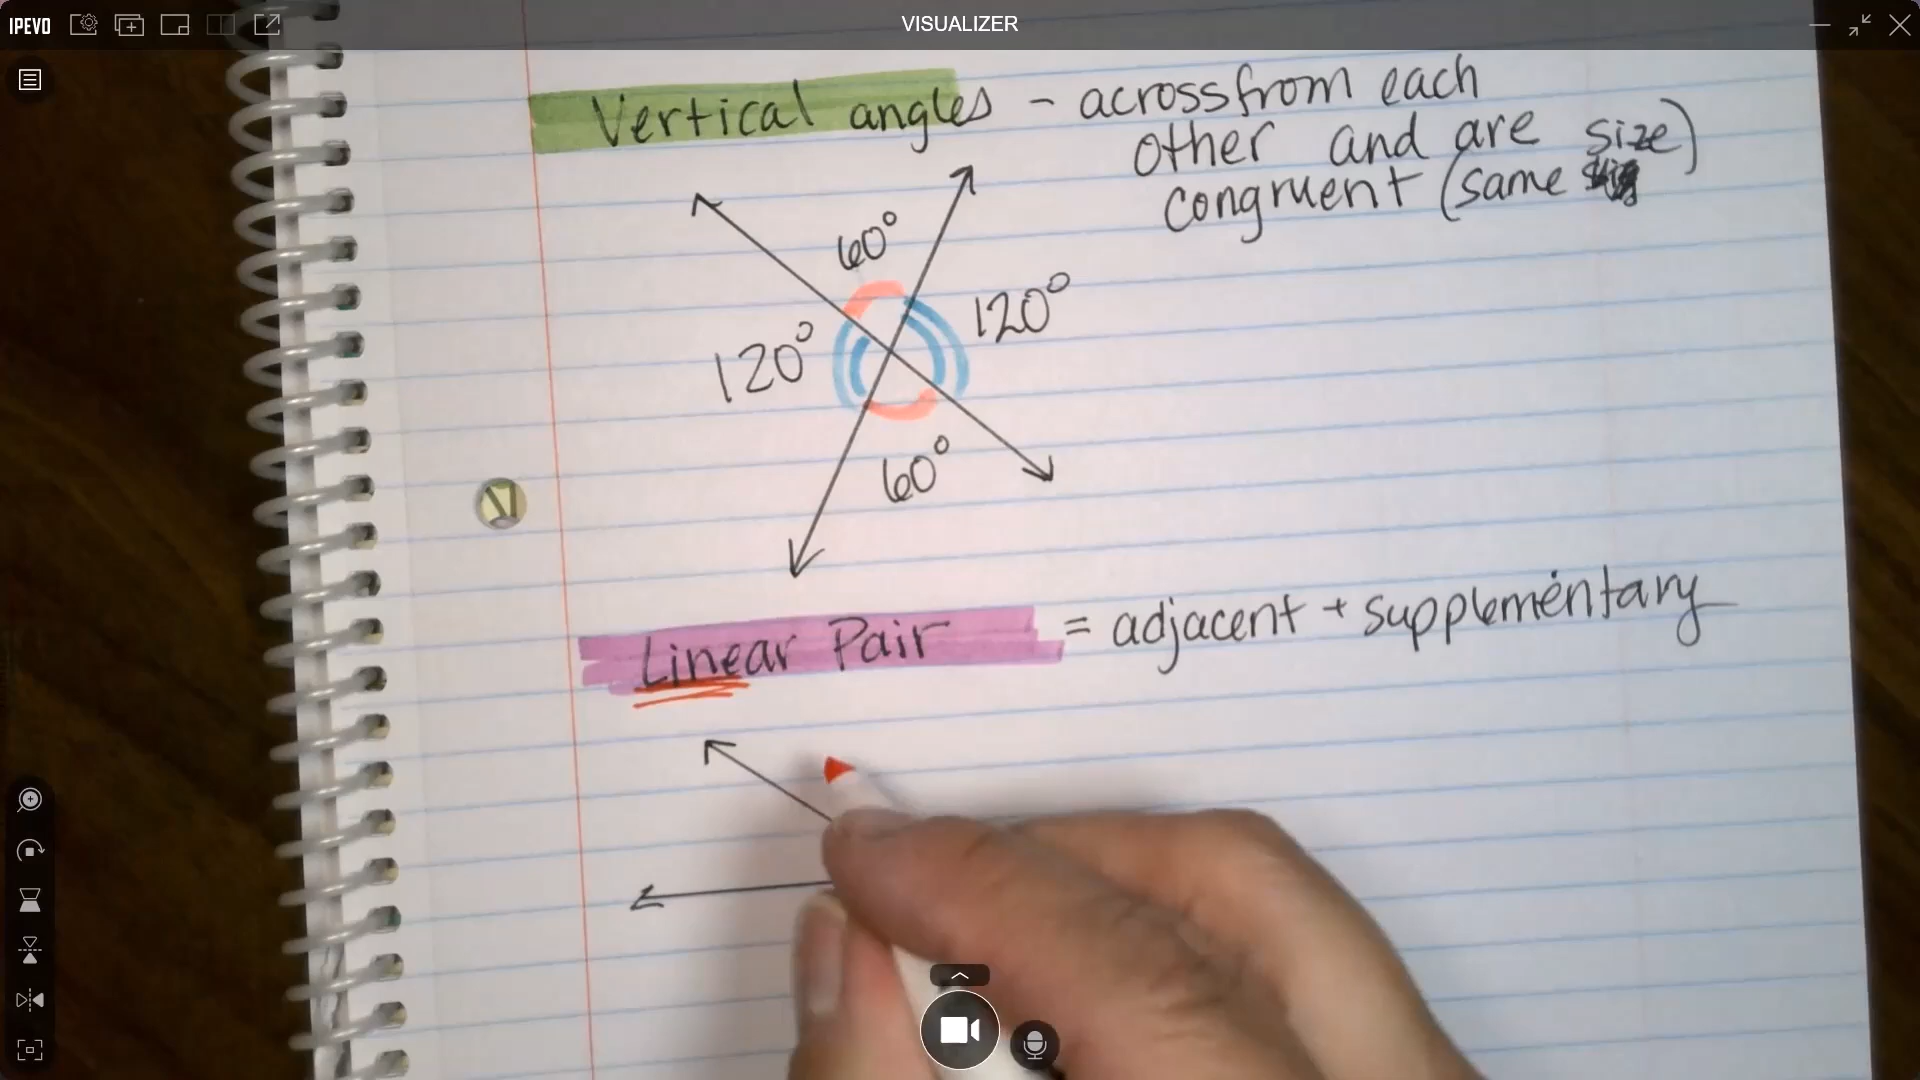 IPEVO
VISUALIZER
Vertical angles - across from each
other and are size)
congruent (same
60°
120°
120°
60°
Linear Pair = adjacent + supplementary